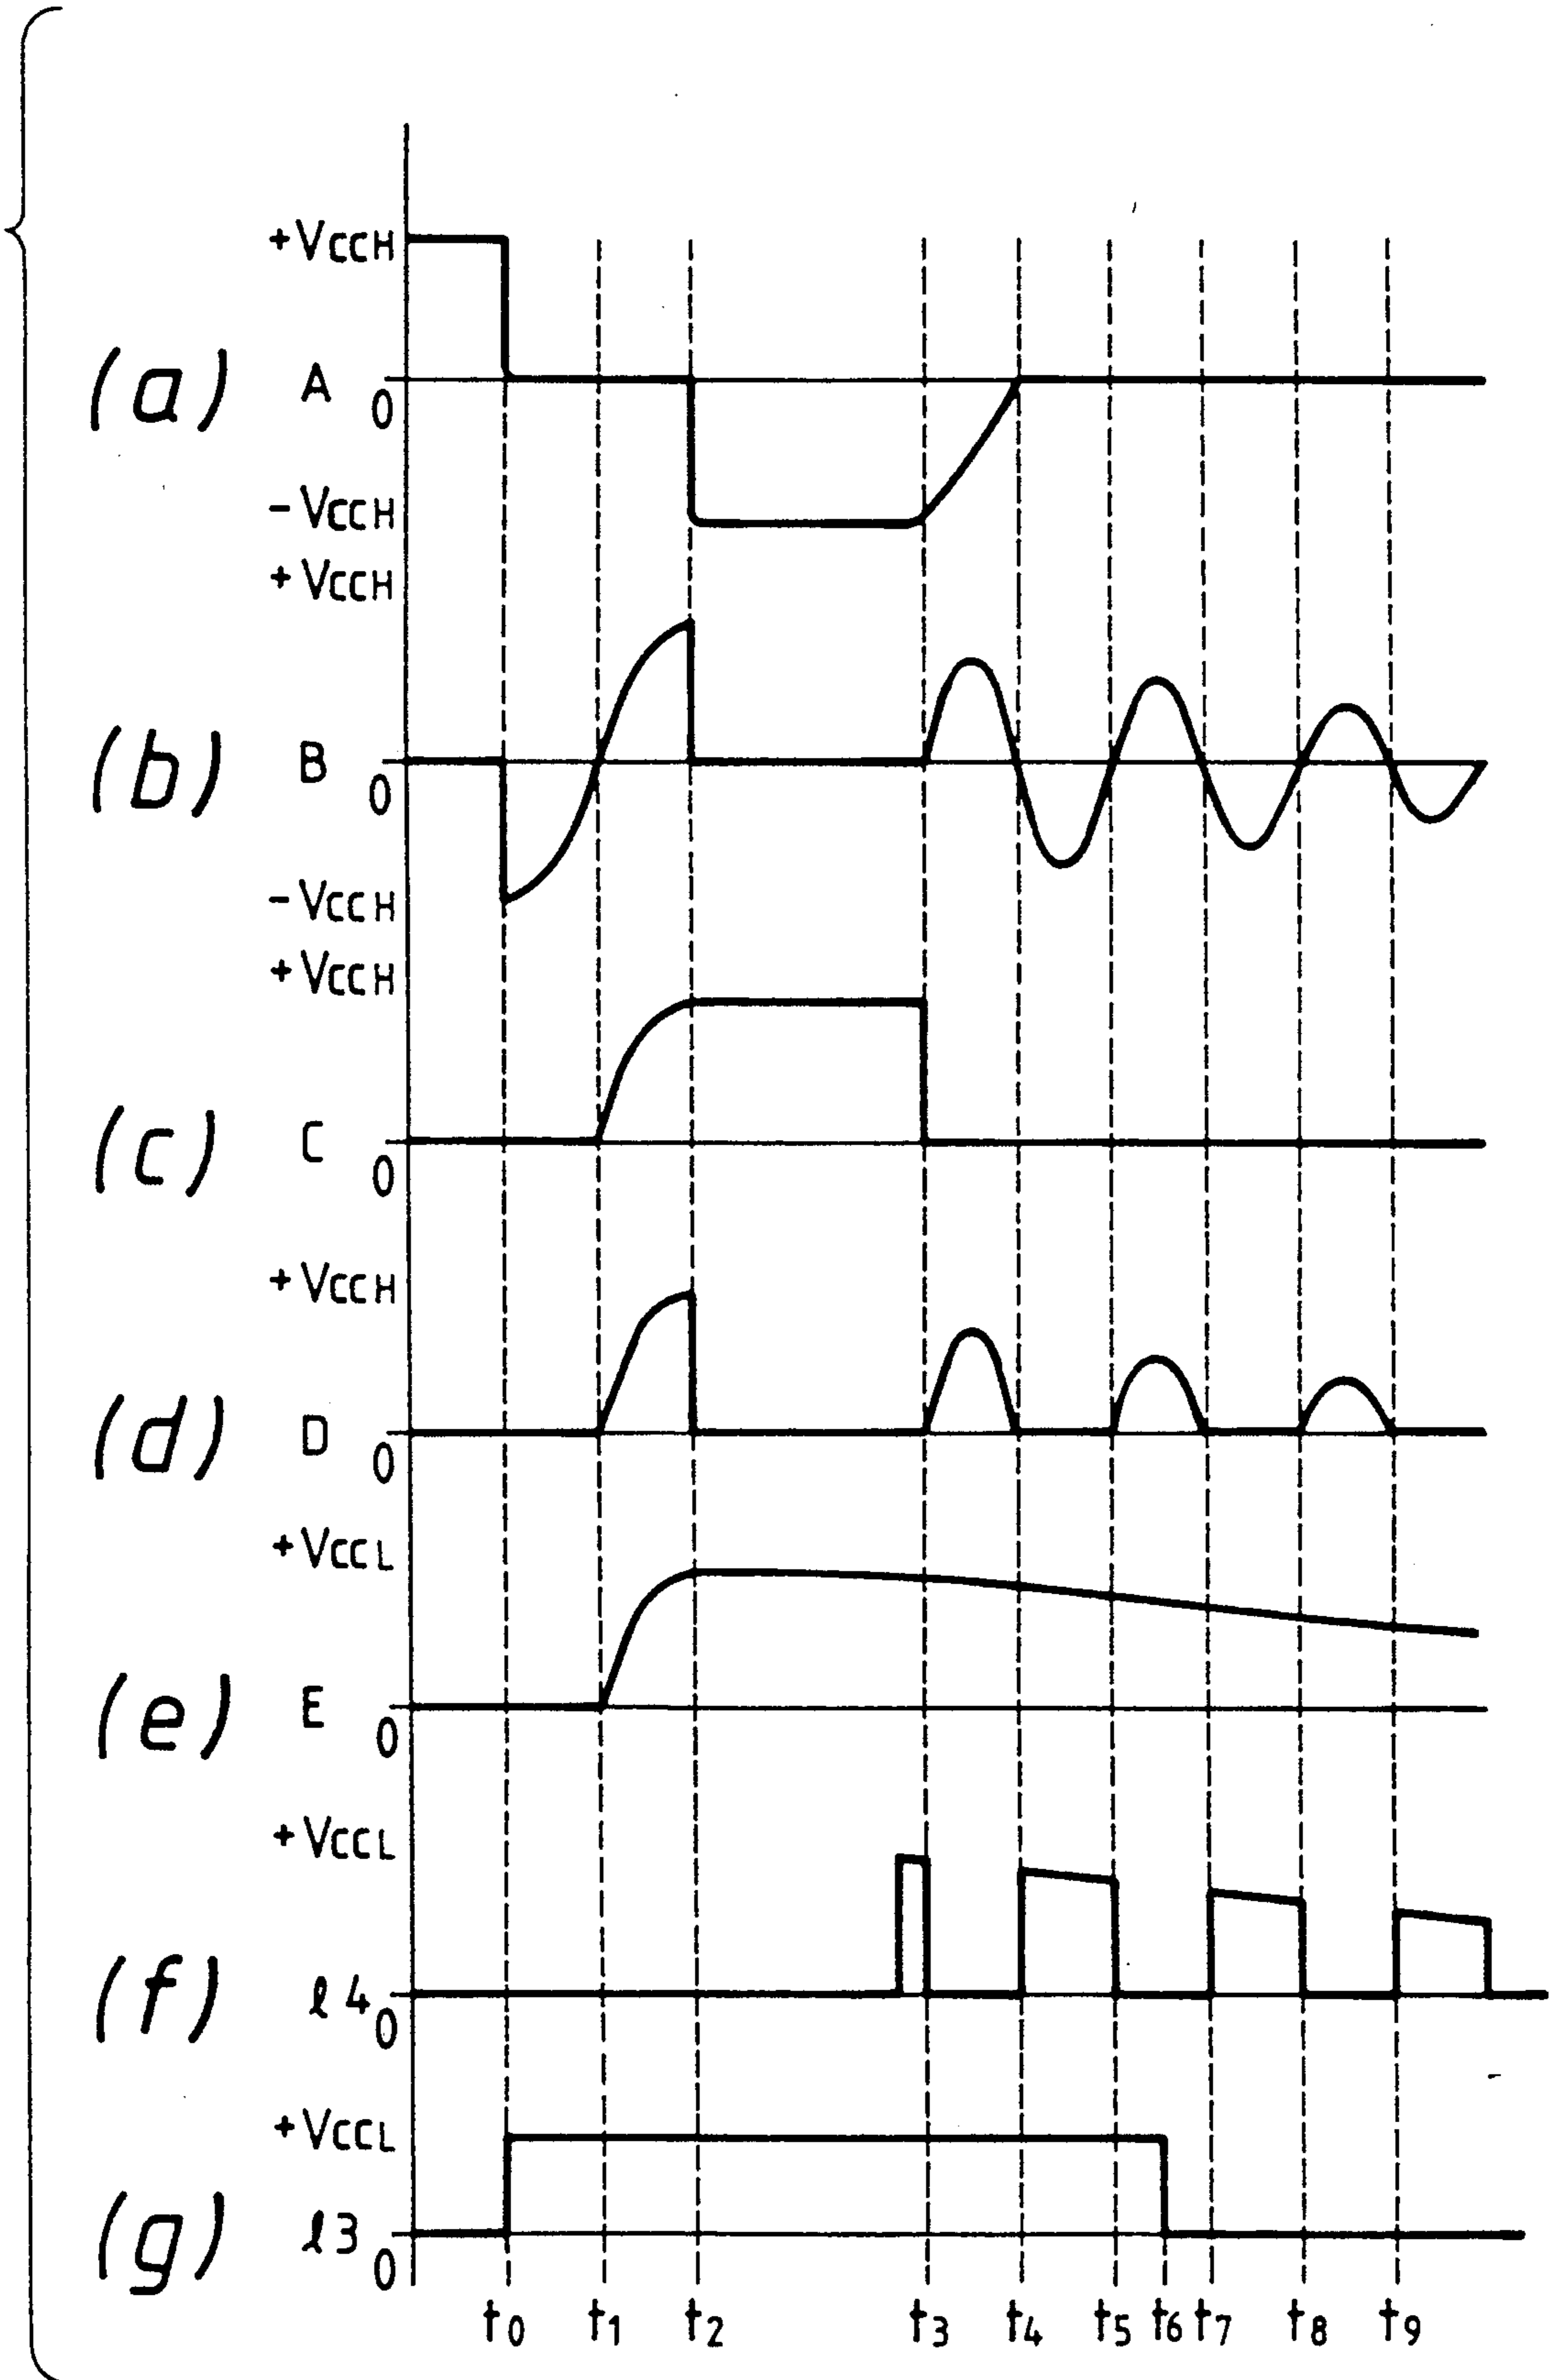 +VCCH
(a) A 0
-VCCH
+VCCH
(b) B 0
-VCCH
+VCCH
(c) C 0
+VCCH
(d) D 0
+VCCL
(e) E 0
+VCCL
(f) ℓ4 0
+VCCL
(g) ℓ3 0
t0 t1 t2 t3 t4 t5 t6 t7 t8 t9